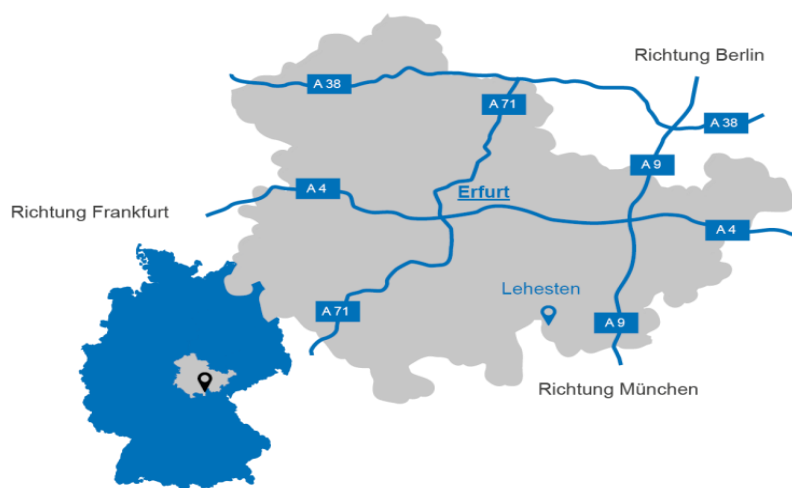 Richtung Berlin
A 38
A 71
A 38
A 9
A 4
Erfurt
Richtung Frankfurt
A 4
Lehesten
A 71
A 9
Richtung München